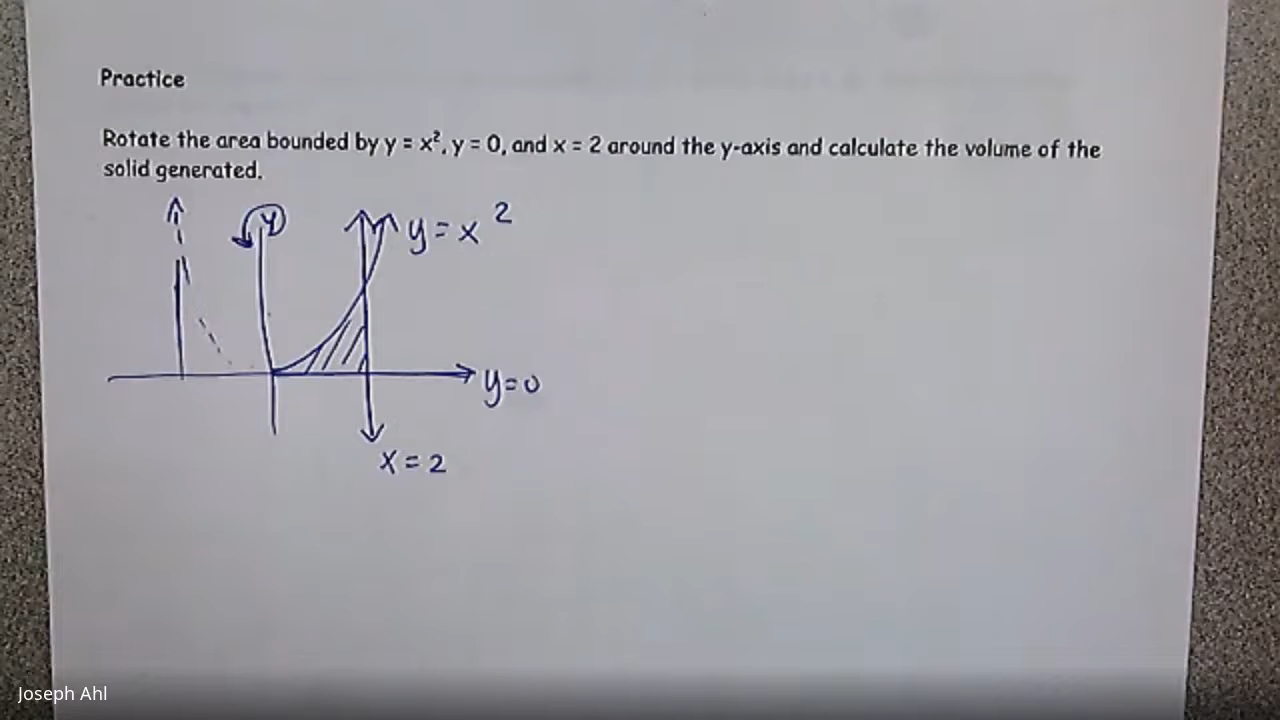 Practice
Rotate the area bounded by y = x², y = 0, and x = 2 around the y-axis and calculate the volume of the
solid generated.
y
y = x²
y = 0
x = 2
Joseph Ahl